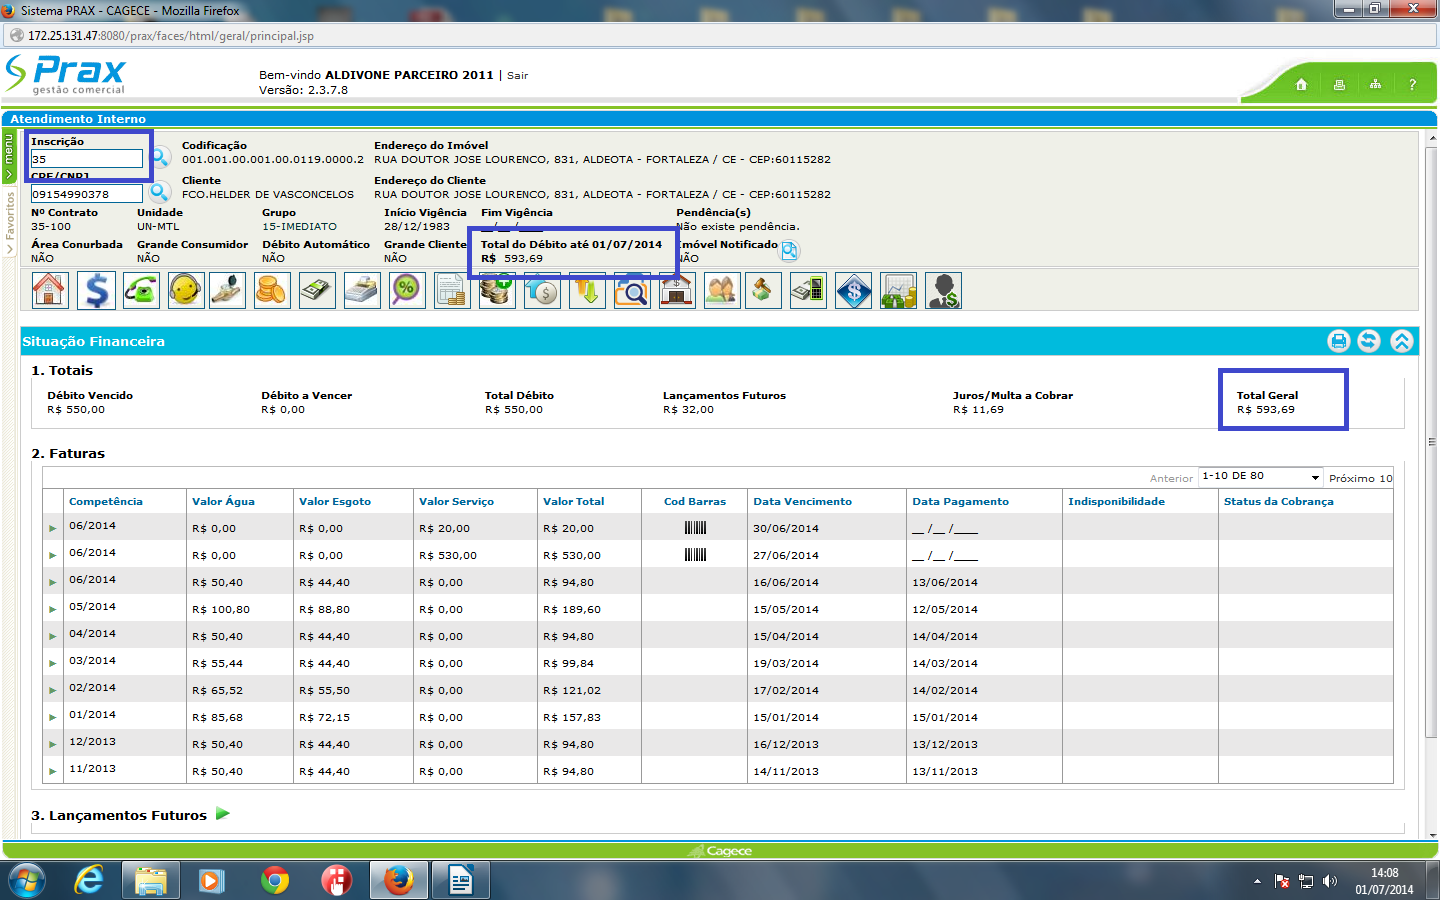 Sistema PRAX - CAGECE - Mozilla Firefox
172.25.131.47:8080/prax/faces/html/geral/principal.jsp
Prax
gestão comercial
Bem-vindo ALDIVONE PARCEIRO 2011 | Sair
Versão: 2.3.7.8
?
Atendimento Interno
menu
Favoritos
Inscrição
35
Codificação
001.001.00.001.00.0119.0000.2
Endereço do Imóvel
RUA DOUTOR JOSE LOURENCO, 831, ALDEOTA - FORTALEZA / CE - CEP:60115282
CPF/CNPJ
09154990378
Cliente
FCO.HELDER DE VASCONCELOS
Endereço do Cliente
RUA DOUTOR JOSE LOURENCO, 831, ALDEOTA - FORTALEZA / CE - CEP:60115282
Nº Contrato Unidade Grupo Início Vigência Fim Vigência Pendência(s)
35-100 UN-MTL 15-IMEDIATO 28/12/1983 __/__/____ Não existe pendência.
Área Conurbada Grande Consumidor Débito Automático Grande Cliente Total do Débito até 01/07/2014 Imóvel Notificado
NÃO NÃO NÃO NÃO R$ 593,69 NÃO
Situação Financeira
1. Totais
Débito Vencido Débito a Vencer Total Débito Lançamentos Futuros Juros/Multa a Cobrar Total Geral
R$ 550,00 R$ 0,00 R$ 550,00 R$ 32,00 R$ 11,69 R$ 593,69
2. Faturas
Anterior 1-10 DE 80 Próximo 10
Competência Valor Água Valor Esgoto Valor Serviço Valor Total Cod Barras Data Vencimento Data Pagamento Indisponibilidade Status da Cobrança
06/2014 R$ 0,00 R$ 0,00 R$ 20,00 R$ 20,00 30/06/2014 __ /__ /____
06/2014 R$ 0,00 R$ 0,00 R$ 530,00 R$ 530,00 27/06/2014 __ /__ /____
06/2014 R$ 50,40 R$ 44,40 R$ 0,00 R$ 94,80 16/06/2014 13/06/2014
05/2014 R$ 100,80 R$ 88,80 R$ 0,00 R$ 189,60 15/05/2014 12/05/2014
04/2014 R$ 50,40 R$ 44,40 R$ 0,00 R$ 94,80 15/04/2014 14/04/2014
03/2014 R$ 55,44 R$ 44,40 R$ 0,00 R$ 99,84 19/03/2014 14/03/2014
02/2014 R$ 65,52 R$ 55,50 R$ 0,00 R$ 121,02 17/02/2014 14/02/2014
01/2014 R$ 85,68 R$ 72,15 R$ 0,00 R$ 157,83 15/01/2014 15/01/2014
12/2013 R$ 50,40 R$ 44,40 R$ 0,00 R$ 94,80 16/12/2013 13/12/2013
11/2013 R$ 50,40 R$ 44,40 R$ 0,00 R$ 94,80 14/11/2013 13/11/2013
3. Lançamentos Futuros
Cagece
14:08
01/07/2014